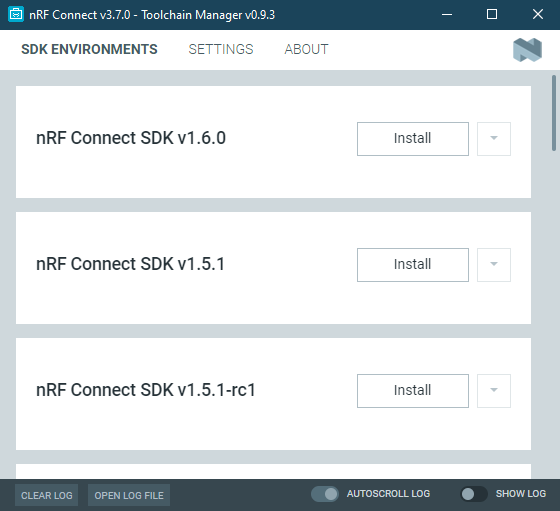 nRF Connect v3.7.0 - Toolchain Manager v0.9.3
SDK ENVIRONMENTS SETTINGS ABOUT
nRF Connect SDK v1.6.0 Install
nRF Connect SDK v1.5.1 Install
nRF Connect SDK v1.5.1-rc1 Install
CLEAR LOG OPEN LOG FILE AUTOSCROLL LOG SHOW LOG